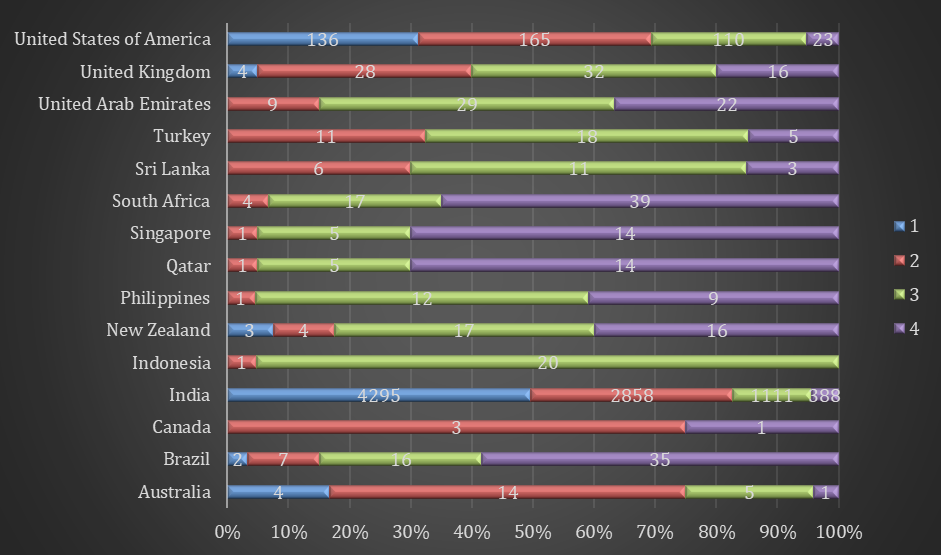 United States of America 136 165 110 23
United Kingdom 4 28 32 16
United Arab Emirates 9 29 22
Turkey 11 18 5
Sri Lanka 6 11 3
South Africa 4 17 39
Singapore 1 5 14
Qatar 1 5 14
Philippines 1 12 9
New Zealand 3 4 17 16
Indonesia 1 20
India 4295 2858 1111 388
Canada 3 1
Brazil 2 7 16 35
Australia 4 14 5 1
0% 10% 20% 30% 40% 50% 60% 70% 80% 90% 100%
1
2
3
4